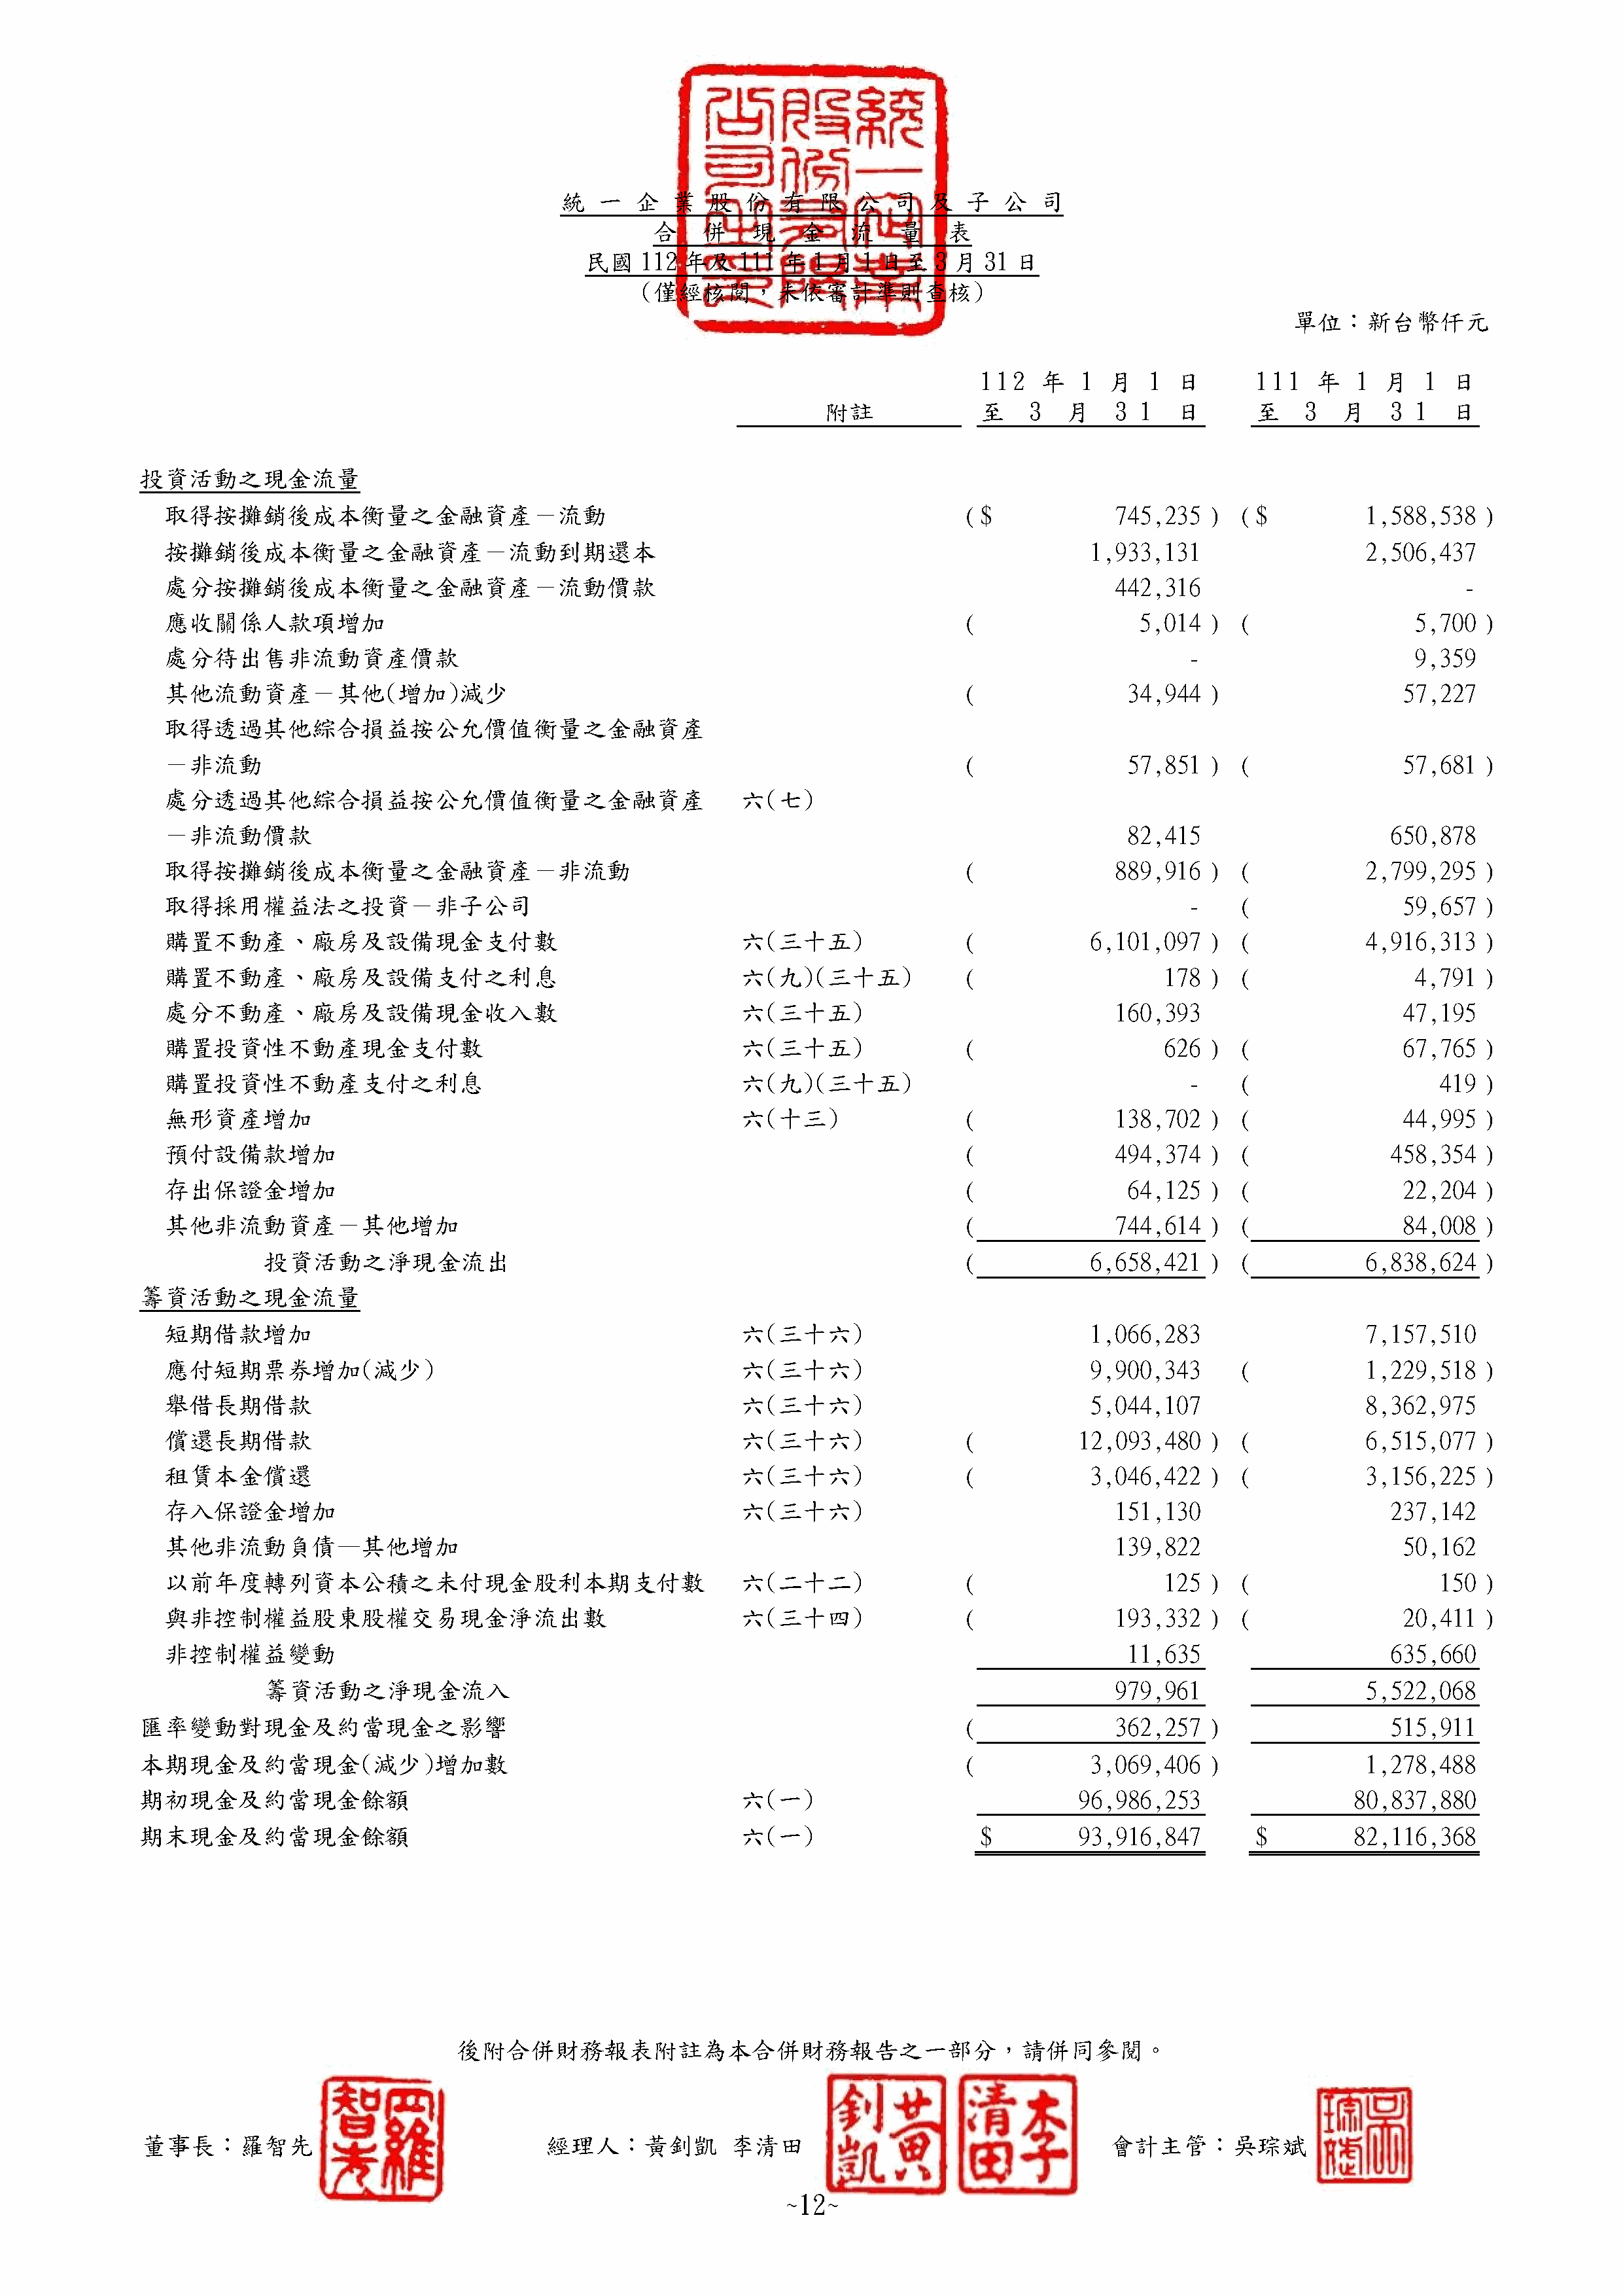 統一企業股份有限公司及子公司
合併現金流量表
民國112年及111年1月1日至3月31日
(僅經核閱，未依審計準則查核)
單位：新台幣仟元
112 年 1 月 1 日 111 年 1 月 1 日
附註 至 3 月 31 日 至 3 月 31 日
投資活動之現金流量
取得按攤銷後成本衡量之金融資產－流動 ($ 745,235 ) ($ 1,588,538 )
按攤銷後成本衡量之金融資產－流動到期還本 1,933,131 2,506,437
處分按攤銷後成本衡量之金融資產－流動價款 442,316 -
應收關係人款項增加 ( 5,014 ) ( 5,700 )
處分待出售非流動資產價款 - 9,359
其他流動資產－其他(增加)減少 ( 34,944 ) 57,227
取得透過其他綜合損益按公允價值衡量之金融資產
－非流動 ( 57,851 ) ( 57,681 )
處分透過其他綜合損益按公允價值衡量之金融資產 六(七)
－非流動價款 82,415 650,878
取得按攤銷後成本衡量之金融資產－非流動 ( 889,916 ) ( 2,799,295 )
取得採用權益法之投資－非子公司 - ( 59,657 )
購置不動產、廠房及設備現金支付數 六(三十五) ( 6,101,097 ) ( 4,916,313 )
購置不動產、廠房及設備支付之利息 六(九)(三十五) ( 178 ) ( 4,791 )
處分不動產、廠房及設備現金收入數 六(三十五) 160,393 47,195
購置投資性不動產現金支付數 六(三十五) ( 626 ) ( 67,765 )
購置投資性不動產支付之利息 六(九)(三十五) - ( 419 )
無形資產增加 六(十三) ( 138,702 ) ( 44,995 )
預付設備款增加 ( 494,374 ) ( 458,354 )
存出保證金增加 ( 64,125 ) ( 22,204 )
其他非流動資產－其他增加 ( 744,614 ) ( 84,008 )
投資活動之淨現金流出 ( 6,658,421 ) ( 6,838,624 )
籌資活動之現金流量
短期借款增加 六(三十六) 1,066,283 7,157,510
應付短期票券增加(減少) 六(三十六) 9,900,343 ( 1,229,518 )
舉借長期借款 六(三十六) 5,044,107 8,362,975
償還長期借款 六(三十六) ( 12,093,480 ) ( 6,515,077 )
租賃本金償還 六(三十六) ( 3,046,422 ) ( 3,156,225 )
存入保證金增加 六(三十六) 151,130 237,142
其他非流動負債—其他增加 139,822 50,162
以前年度轉列資本公積之未付現金股利本期支付數 六(二十二) ( 125 ) ( 150 )
與非控制權益股東股權交易現金淨流出數 六(三十四) ( 193,332 ) ( 20,411 )
非控制權益變動 11,635 635,660
籌資活動之淨現金流入 979,961 5,522,068
匯率變動對現金及約當現金之影響 ( 362,257 ) 515,911
本期現金及約當現金(減少)增加數 ( 3,069,406 ) 1,278,488
期初現金及約當現金餘額 六(一) 96,986,253 80,837,880
期末現金及約當現金餘額 六(一) $ 93,916,847 $ 82,116,368
後附合併財務報表附註為本合併財務報告之一部分，請併同參閱。
董事長：羅智先 羅智先 經理人：黃釗凱 李清田 黃釗凱 李清田 會計主管：吳琮斌 吳琮斌
~12~